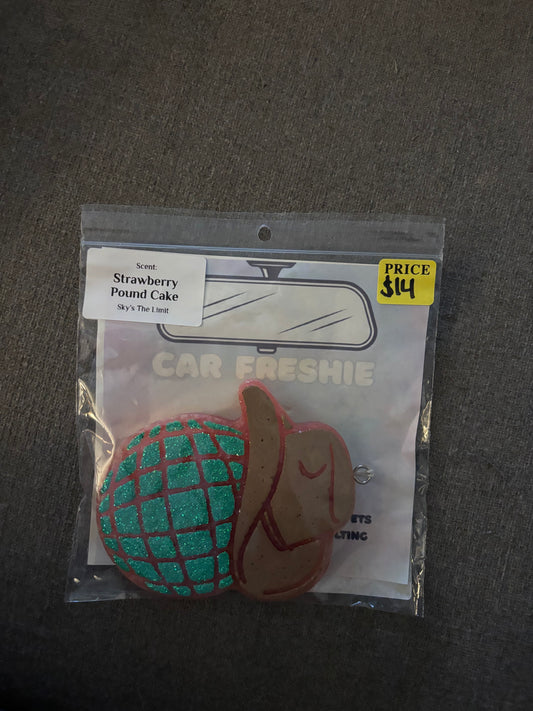 Scent:
Strawberry
Pound Cake
Sky's The Limit
PRICE
$14
CAR FRESHIE